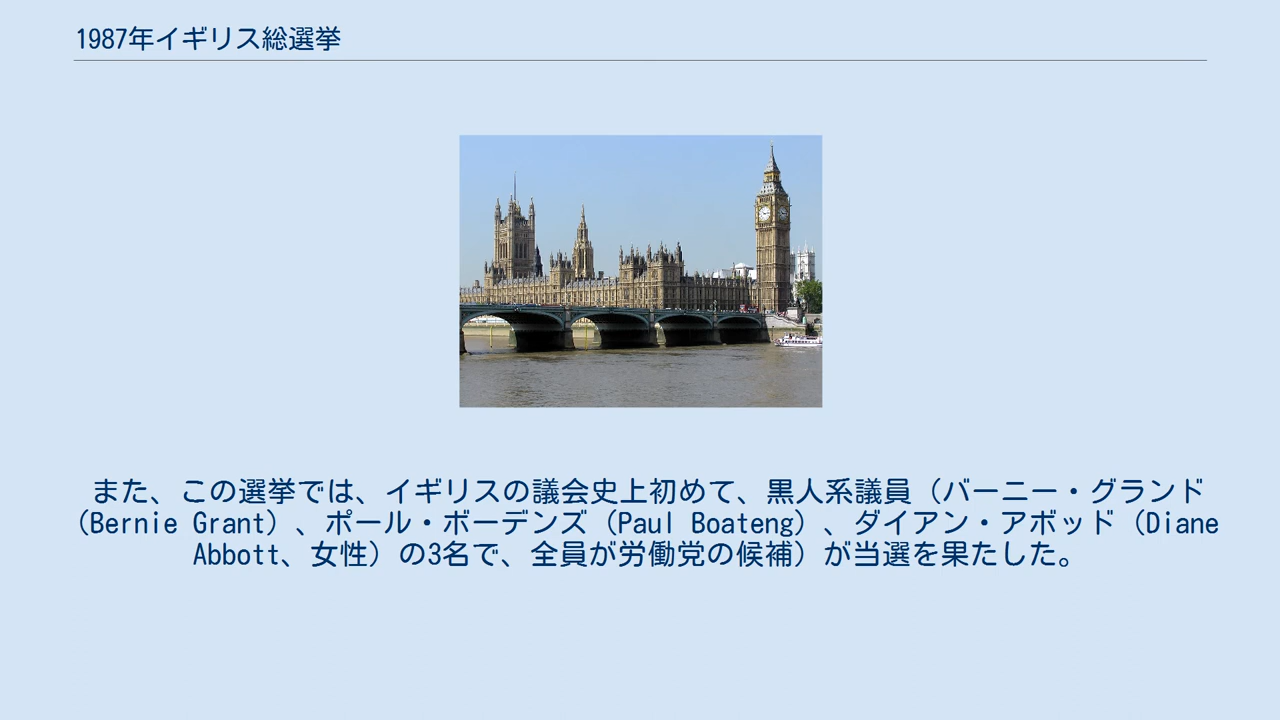 1987年イギリス総選挙
また、この選挙では、イギリスの議会史上初めて、黒人系議員（バーニー・グランド
（Bernie Grant）、ポール・ボーデンズ（Paul Boateng）、ダイアン・アボッド（Diane
Abbott、女性）の3名で、全員が労働党の候補）が当選を果たした。